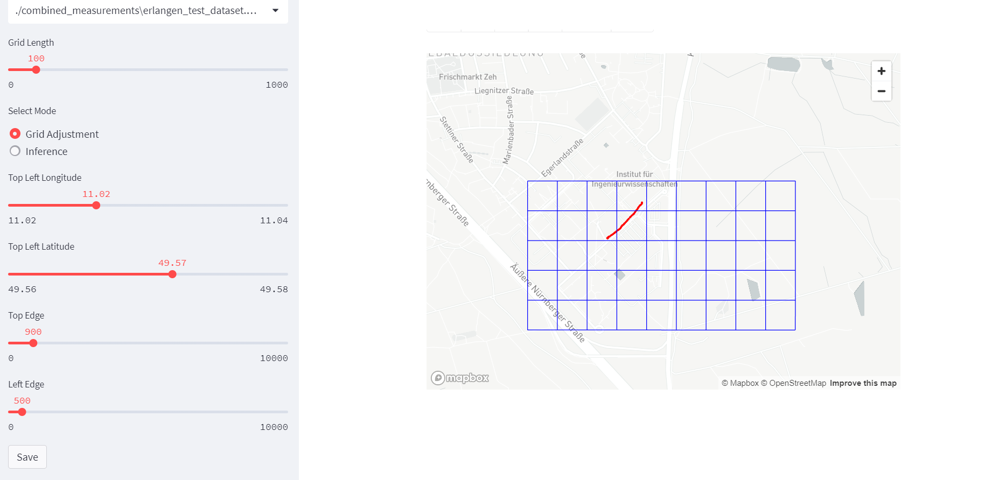 ./combined_measurements\erlangen_test_dataset....
Grid Length
100
0 1000
Select Mode
Grid Adjustment
Inference
Top Left Longitude
11.02
11.02 11.04
Top Left Latitude
49.57
49.56 49.58
Top Edge
900
0 10000
Left Edge
500
0 10000
Save
Frischmarkt Zeh
Liegnitzer Straße
Stettiner Straße
Marienbader Straße
Egerlandstraße
Institut für
Ingenieurwissenschaften
rnberger Straße
Äußere Nürnberger Straße
+
−
mapbox
© Mapbox © OpenStreetMap Improve this map